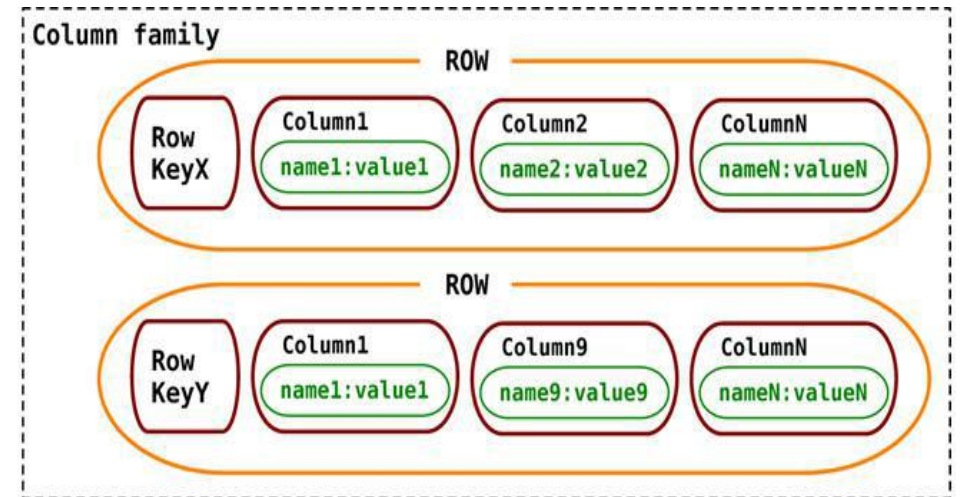 Column family
ROW
Row
KeyX
Column1
name1:value1
Column2
name2:value2
ColumnN
nameN:valueN
ROW
Row
KeyY
Column1
name1:value1
Column9
name9:value9
ColumnN
nameN:valueN